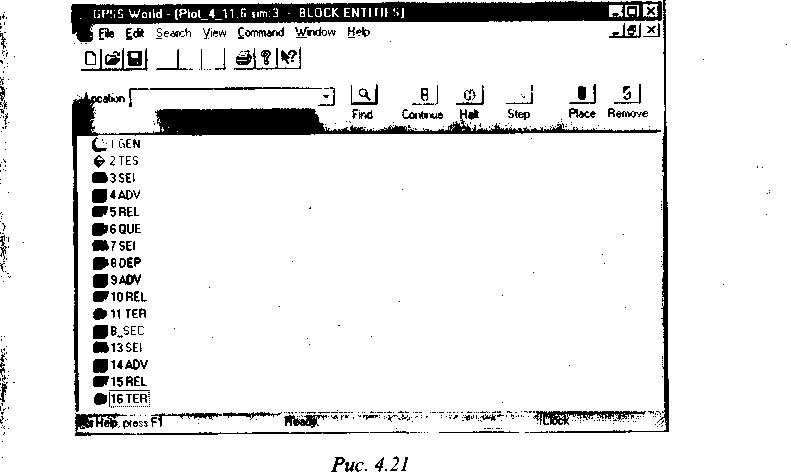 GPSS World - [Plot_4_11.6 sim:3 - BLOCK ENTITIES]
File Edit Search View Command Window Help
Location
Find Continue Halt Step Place Remove
1 GEN
2 TES
3 SEI
4 ADV
5 REL
6 QUE
7 SEI
8 DEP
9 ADV
10 REL
11 TER
B_SEC
13 SEI
14 ADV
15 REL
16 TER
For Help, press F1 Ready. Clock
Рис. 4.21